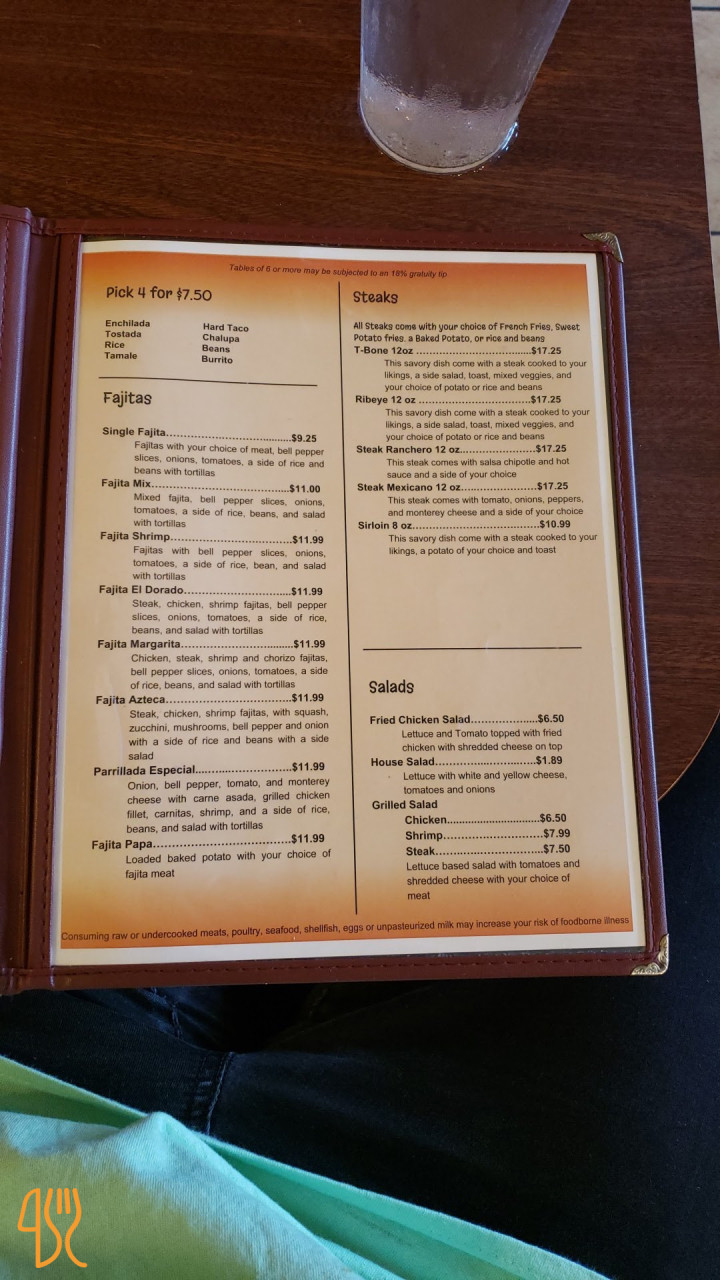 Tables of 6 or more may be subjected to an 18% gratuity tip
Pick 4 for $7.50
Enchilada
Tostada
Rice
Tamale
Hard Taco
Chalupa
Beans
Burrito
Fajitas
Single Fajita..............................$9.25
Fajitas with your choice of meat, bell pepper
slices, onions, tomatoes, a side of rice and
beans with tortillas
Fajita Mix.................................$11.00
Mixed fajita, bell pepper slices, onions,
tomatoes, a side of rice, beans, and salad
with tortillas
Fajita Shrimp..............................$11.99
Fajitas with bell pepper slices, onions,
tomatoes, a side of rice, bean, and salad
with tortillas
Fajita El Dorado...........................$11.99
Steak, chicken, shrimp fajitas, bell pepper
slices, onions, tomatoes, a side of rice,
beans, and salad with tortillas
Fajita Margarita...........................$11.99
Chicken, steak, shrimp and chorizo fajitas,
bell pepper slices, onions, tomatoes, a side
of rice, beans, and salad with tortillas
Fajita Azteca..............................$11.99
Steak, chicken, shrimp fajitas, with squash,
zucchini, mushrooms, bell pepper and onion
with a side of rice and beans with a side
salad
Parrillada Especial........................$11.99
Onion, bell pepper, tomato, and monterey
cheese with carne asada, grilled chicken
fillet, carnitas, shrimp, and a side of rice,
beans, and salad with tortillas
Fajita Papa................................$11.99
Loaded baked potato with your choice of
fajita meat
Steaks
All Steaks come with your choice of French Fries, Sweet
Potato fries, a Baked Potato, or rice and beans
T-Bone 12oz ..............................$17.25
This savory dish come with a steak cooked to your
likings, a side salad, toast, mixed veggies, and
your choice of potato or rice and beans
Ribeye 12 oz .............................$17.25
This savory dish come with a steak cooked to your
likings, a side salad, toast, mixed veggies, and
your choice of potato or rice and beans
Steak Ranchero 12 oz...................$17.25
This steak comes with salsa chipotle and hot
sauce and a side of your choice
Steak Mexicano 12 oz...................$17.25
This steak comes with tomato, onions, peppers,
and monterey cheese and a side of your choice
Sirloin 8 oz...............................$10.99
This savory dish come with a steak cooked to your
likings, a potato of your choice and toast
Salads
Fried Chicken Salad....................$6.50
Lettuce and Tomato topped with fried
chicken with shredded cheese on top
House Salad..............................$1.89
Lettuce with white and yellow cheese,
tomatoes and onions
Grilled Salad
Chicken..............................$6.50
Shrimp...............................$7.99
Steak.................................$7.50
Lettuce based salad with tomatoes and
shredded cheese with your choice of
meat
Consuming raw or undercooked meats, poultry, seafood, shellfish, eggs or unpasteurized milk may increase your risk of foodborne illness